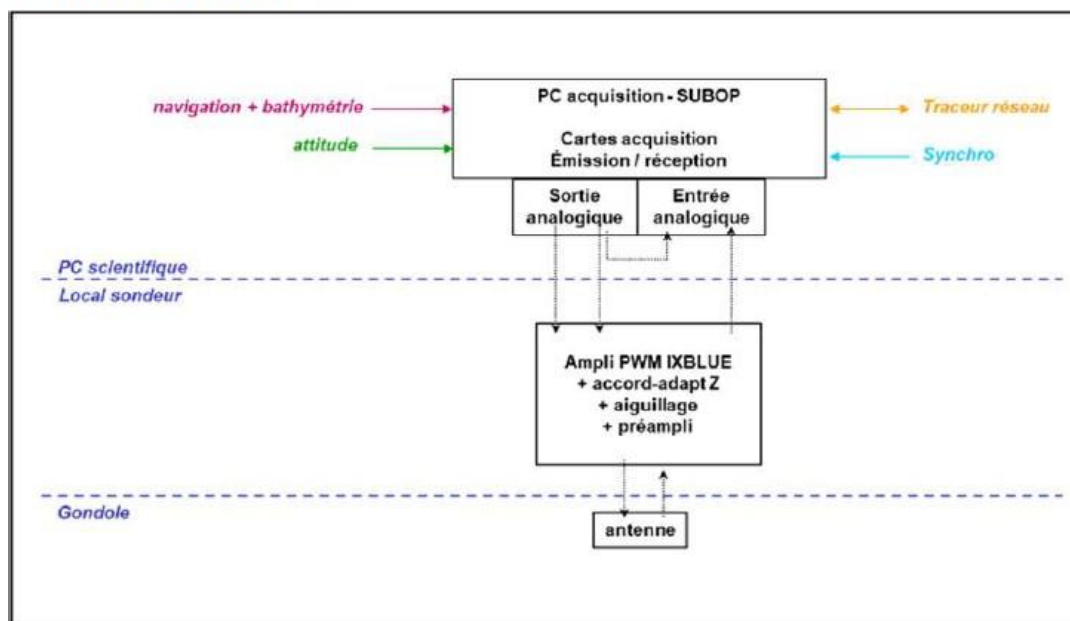 PC acquisition - SUBOP
navigation + bathymétrie
Traceur réseau
attitude
Cartes acquisition
Émission / réception
Synchro
Sortie
analogique
Entrée
analogique
PC scientifique
Local sondeur
Ampli PWM IXBLUE
+ accord-adapt Z
+ aiguillage
+ préampli
Gondole
antenne